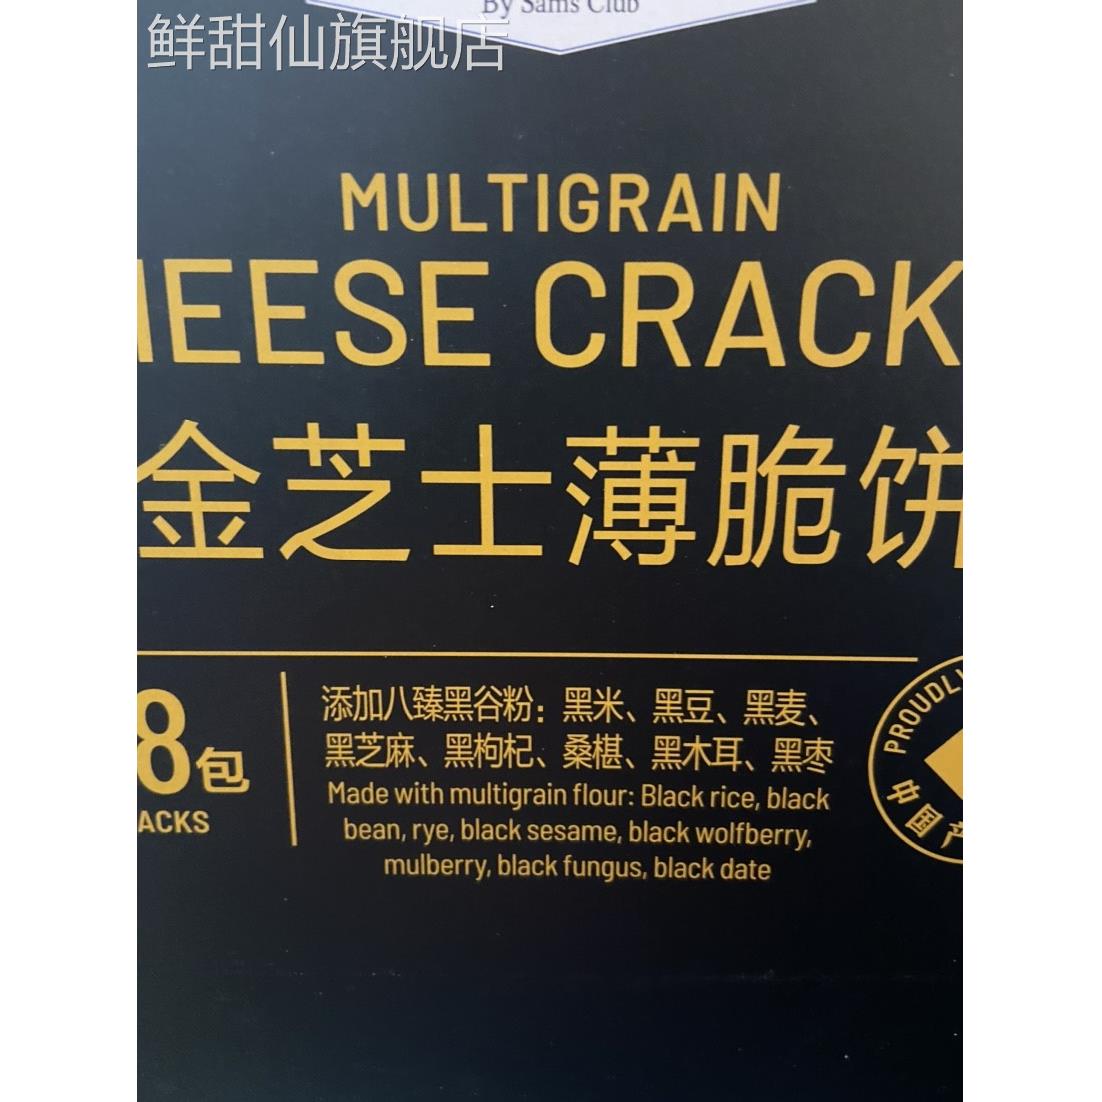 By Sams Club
鲜甜仙旗舰店
MULTIGRAIN
HEESE CRACK
金芝士薄脆饼
8包
ACKS
添加八臻黑谷粉：黑米、黑豆、黑麦、
黑芝麻、黑枸杞、桑椹、黑木耳、黑枣
Made with multigrain flour: Black rice, black
bean, rye, black sesame, black wolfberry,
mulberry, black fungus, black date
PROUDLY
中国产